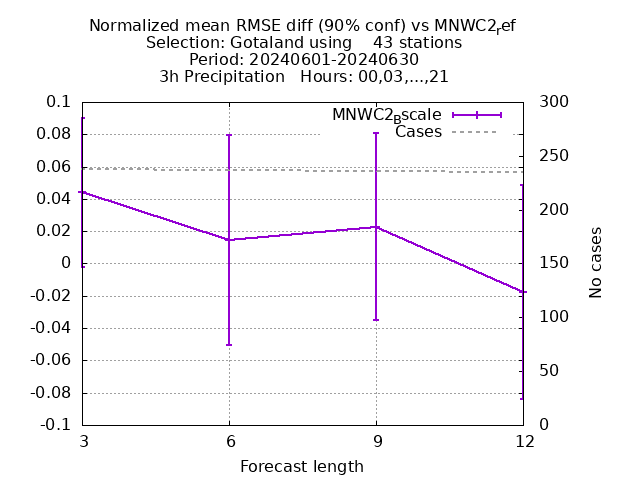 Normalized mean RMSE diff (90% conf) vs MNWC2ref
Selection: Gotaland using 43 stations
Period: 20240601-20240630
3h Precipitation Hours: 00,03,...,21
MNWC2Bscale
Cases
0.1
0.08
0.06
0.04
0.02
0
-0.02
-0.04
-0.06
-0.08
-0.1
300
250
200
150
100
50
0
No cases
3 6 9 12
Forecast length